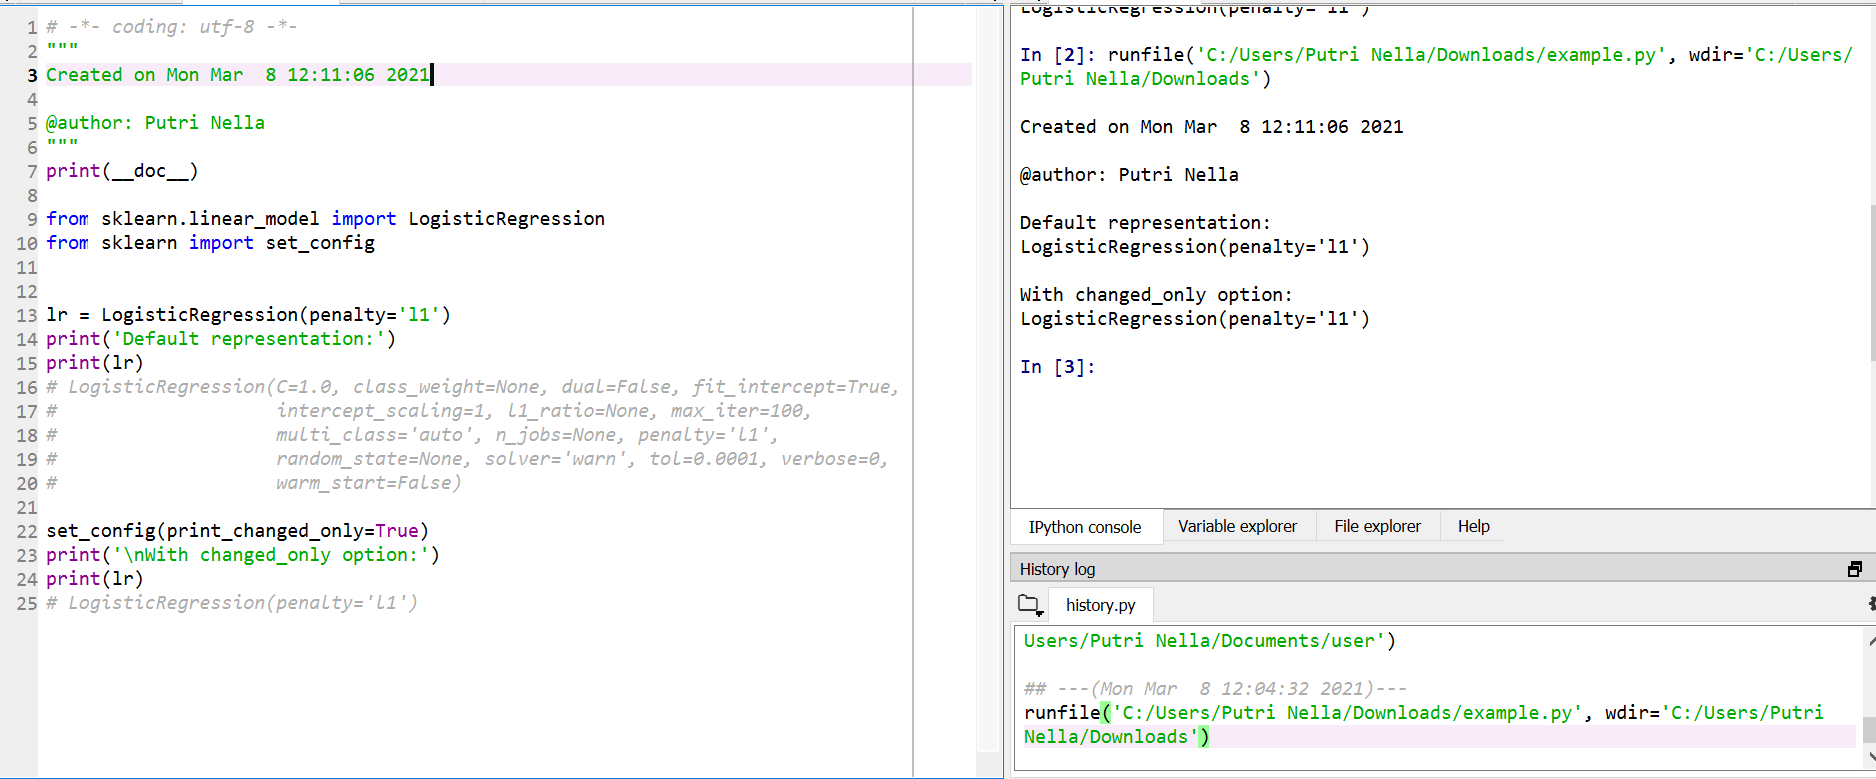 1 # -*- coding: utf-8 -*-
2 """
3 Created on Mon Mar  8 12:11:06 2021
4
5 @author: Putri Nella
6 """
7 print(__doc__)
8
9 from sklearn.linear_model import LogisticRegression
10 from sklearn import set_config
11
12
13 lr = LogisticRegression(penalty='l1')
14 print('Default representation:')
15 print(lr)
16 # LogisticRegression(C=1.0, class_weight=None, dual=False, fit_intercept=True,
17 #                    intercept_scaling=1, l1_ratio=None, max_iter=100,
18 #                    multi_class='auto', n_jobs=None, penalty='l1',
19 #                    random_state=None, solver='warn', tol=0.0001, verbose=0,
20 #                    warm_start=False)
21
22 set_config(print_changed_only=True)
23 print('\nWith changed_only option:')
24 print(lr)
25 # LogisticRegression(penalty='l1')
LogisticRegression(penalty='l1')
In [2]: runfile('C:/Users/Putri Nella/Downloads/example.py', wdir='C:/Users/
Putri Nella/Downloads')
Created on Mon Mar  8 12:11:06 2021
@author: Putri Nella
Default representation:
LogisticRegression(penalty='l1')
With changed_only option:
LogisticRegression(penalty='l1')
In [3]:
IPython console Variable explorer File explorer Help
History log
history.py
Users/Putri Nella/Documents/user')
## ---(Mon Mar  8 12:04:32 2021)---
runfile('C:/Users/Putri Nella/Downloads/example.py', wdir='C:/Users/Putri
Nella/Downloads')